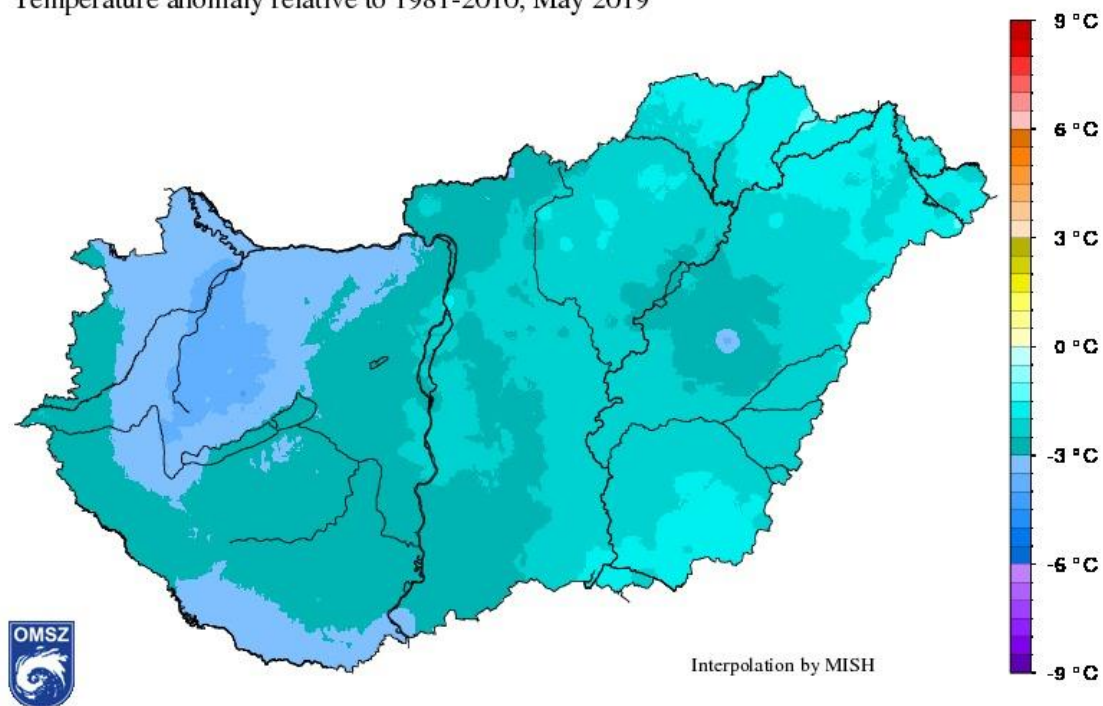 Temperature anomaly relative to 1981-2010, May 2019
9 °C
6 °C
3 °C
0 °C
-3 °C
-6 °C
-9 °C
OMSZ
Interpolation by MISH